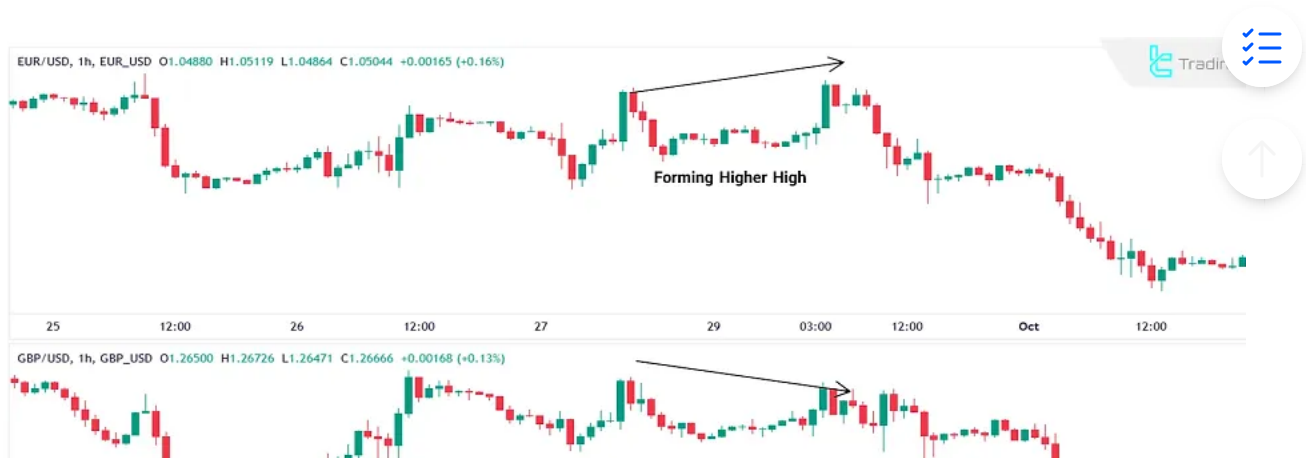 EUR/USD, 1h, EUR_USD O1.04880 H1.05119 L1.04864 C1.05044 +0.00165 (+0.16%)
Forming Higher High
25 12:00 26 12:00 27 29 03:00 12:00 Oct 12:00
GBP/USD, 1h, GBP_USD O1.26500 H1.26726 L1.26471 C1.26666 +0.00168 (+0.13%)